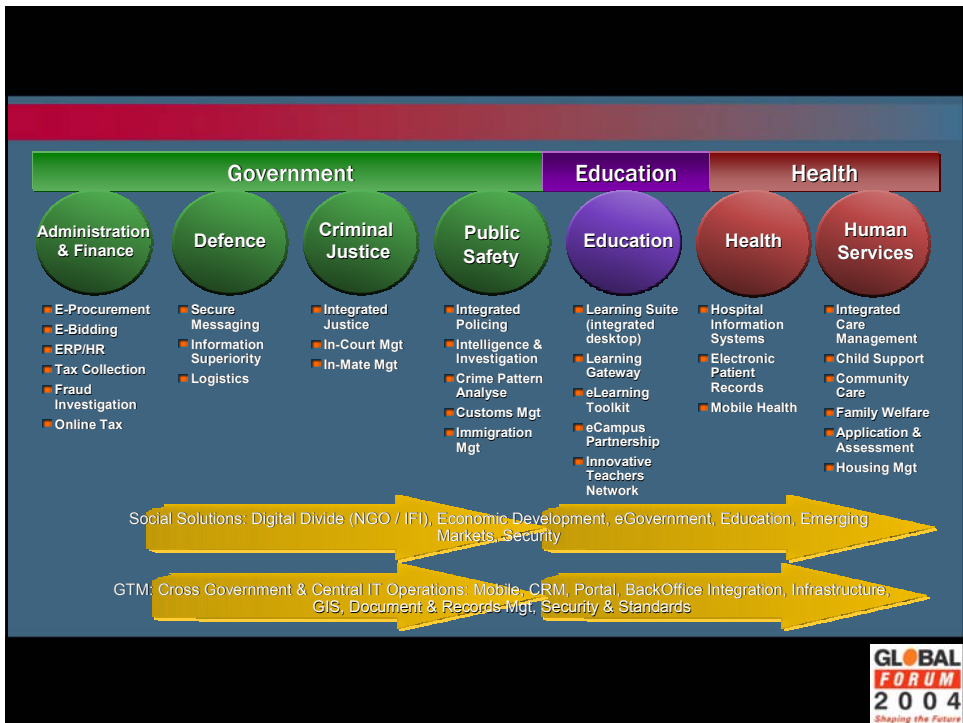 Government
Education
Health
Administration
& Finance
Defence
Criminal
Justice
Public
Safety
Education
Health
Human
Services
E-Procurement
E-Bidding
ERP/HR
Tax Collection
Fraud
Investigation
Online Tax
Secure
Messaging
Information
Superiority
Logistics
Integrated
Justice
In-Court Mgt
In-Mate Mgt
Integrated
Policing
Intelligence &
Investigation
Crime Pattern
Analyse
Customs Mgt
Immigration
Mgt
Learning Suite
(integrated
desktop)
Learning
Gateway
eLearning
Toolkit
eCampus
Partnership
Innovative
Teachers
Network
Hospital
Information
Systems
Electronic
Patient
Records
Mobile Health
Integrated
Care
Management
Child Support
Community
Care
Family Welfare
Application &
Assessment
Housing Mgt
Social Solutions: Digital Divide (NGO / IFI), Economic Development, eGovernment, Education, Emerging
Markets, Security
GTM: Cross Government & Central IT Operations: Mobile, CRM, Portal, BackOffice Integration, Infrastructure,
GIS, Document & Records Mgt, Security & Standards
GLOBAL
FORUM
2004
Shaping the Future